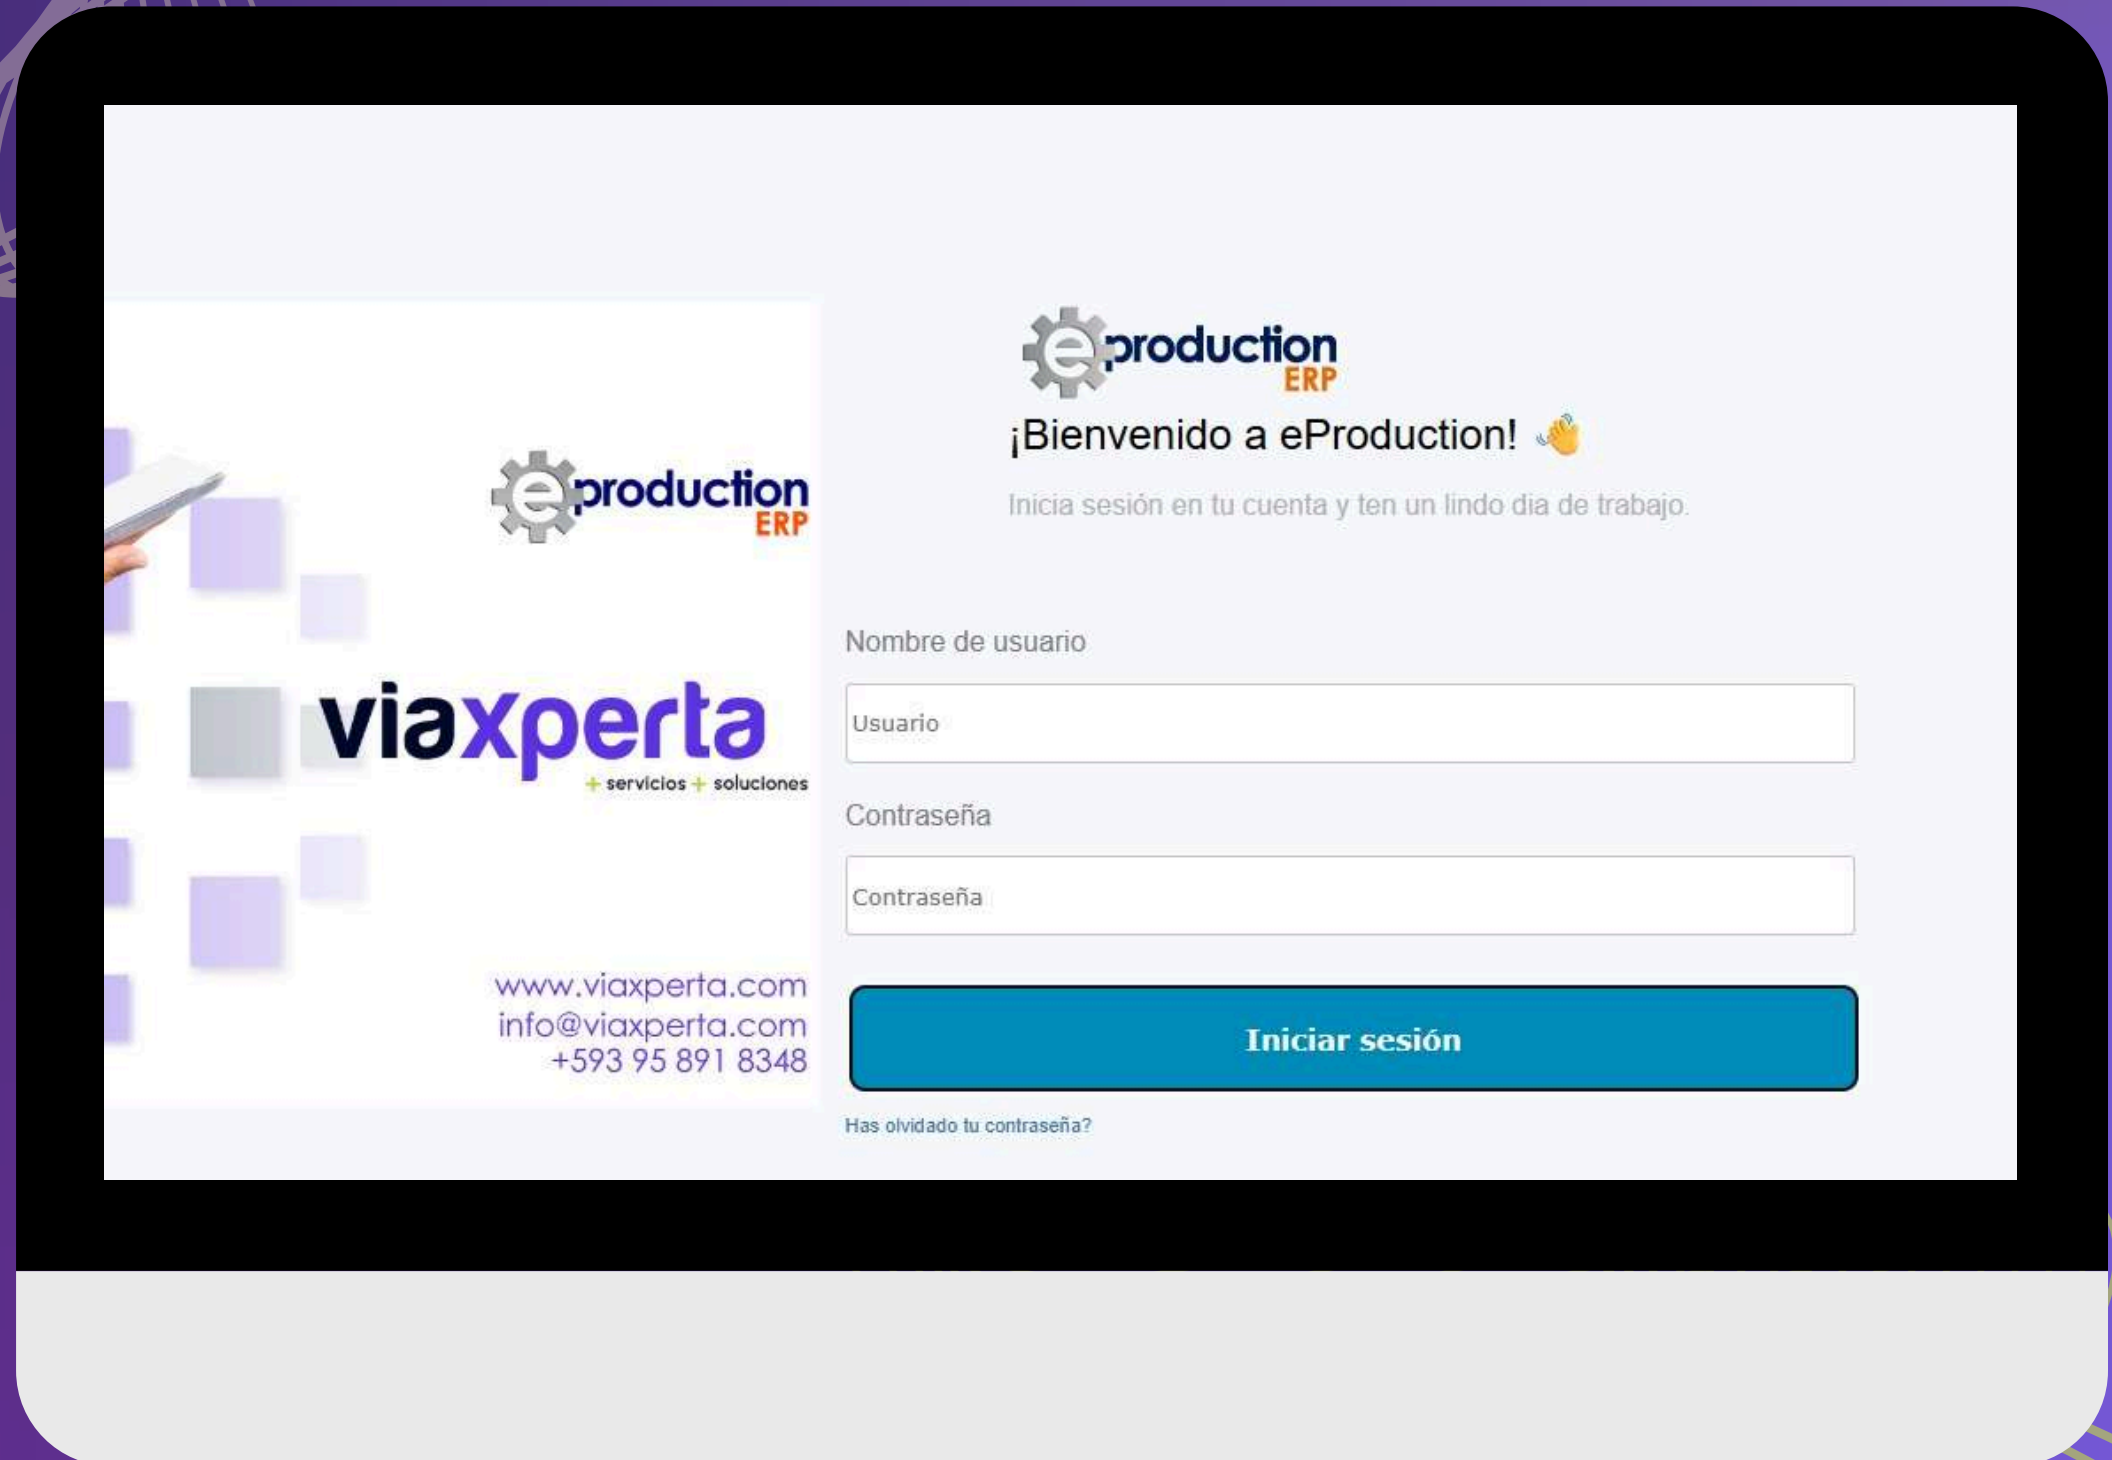 eproduction
ERP
viaxperta
+ servicios + soluciones
www.viaxperta.com
info@viaxperta.com
+593 95 891 8348
eproduction
ERP
¡Bienvenido a eProduction! 👋
Inicia sesión en tu cuenta y ten un lindo dia de trabajo.
Nombre de usuario
Usuario
Contraseña
Contraseña
Iniciar sesión
Has olvidado tu contraseña?